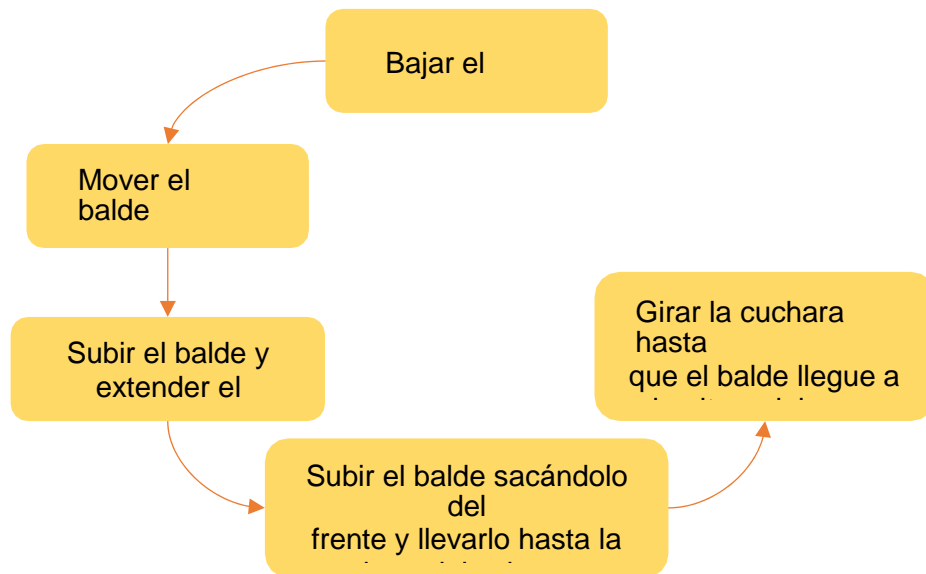 Bajar el
Mover el
balde
Subir el balde y
extender el
Subir el balde sacándolo
del
frente y llevarlo hasta la
Girar la cuchara
hasta
que el balde llegue a